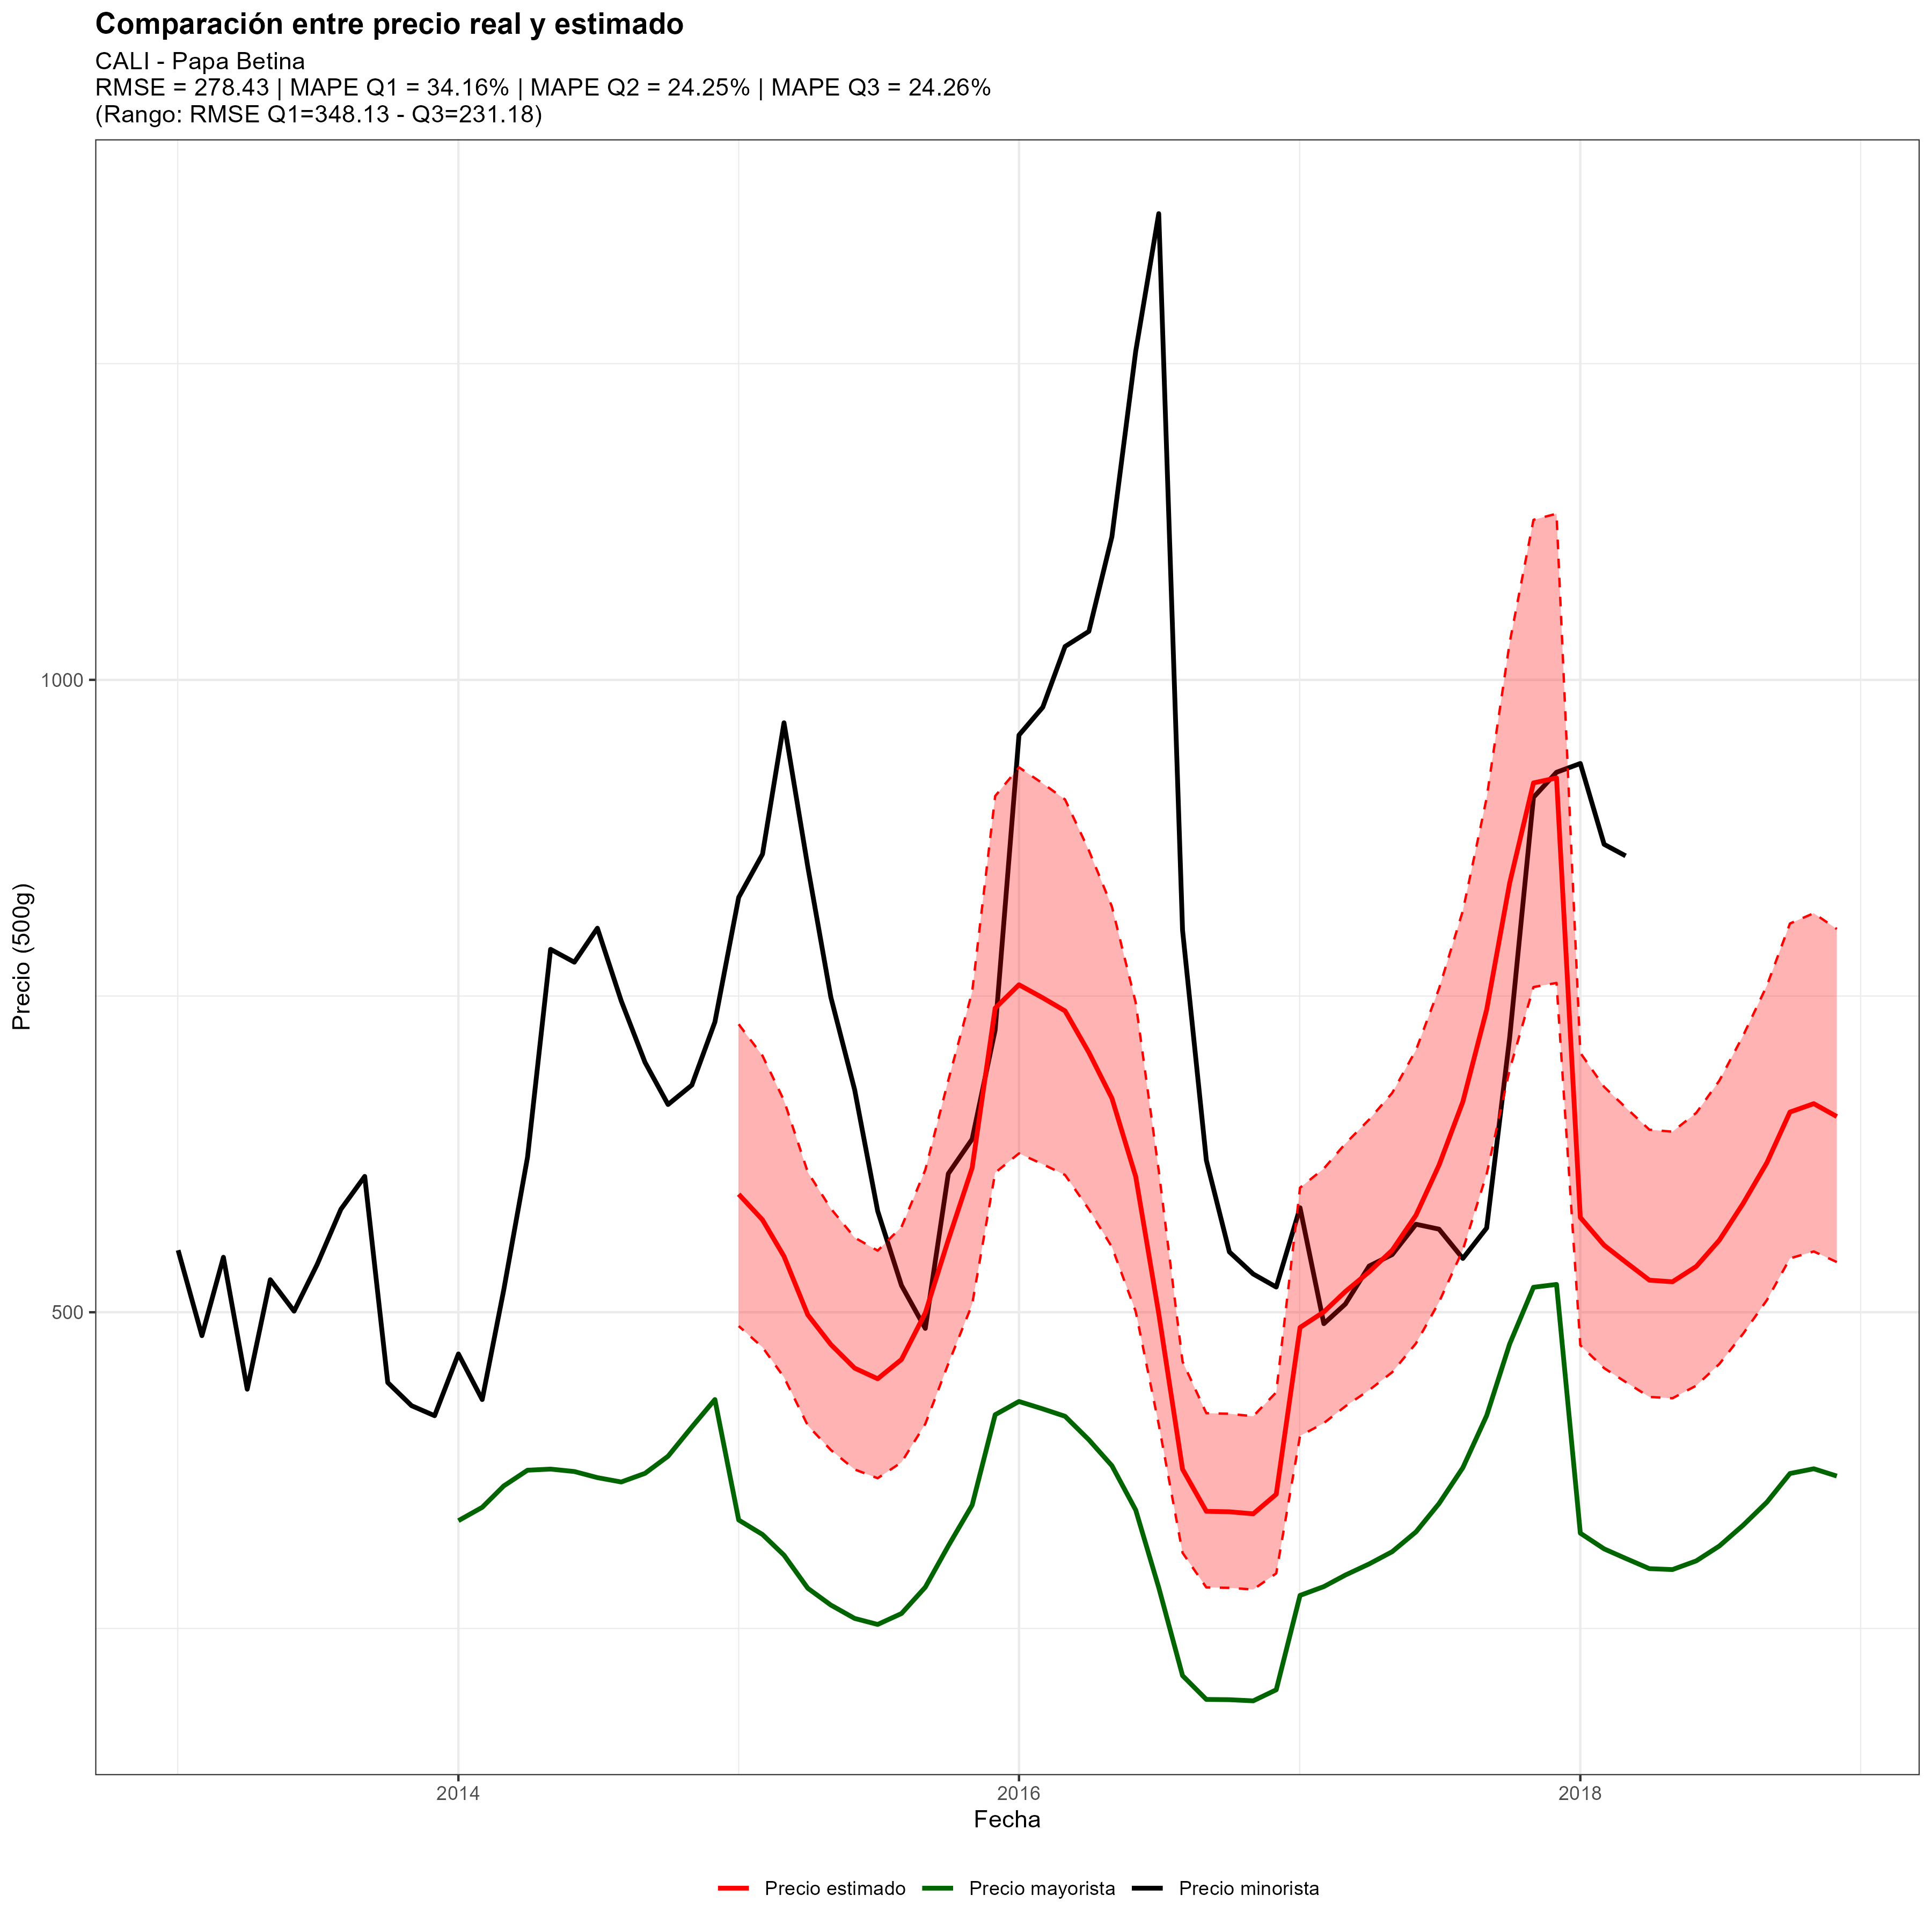 Comparación entre precio real y estimado
CALI - Papa Betina
RMSE = 278.43 | MAPE Q1 = 34.16% | MAPE Q2 = 24.25% | MAPE Q3 = 24.26%
(Rango: RMSE Q1=348.13 - Q3=231.18)
Precio (500g)
1000
500
2014
2016
2018
Fecha
Precio estimado
Precio mayorista
Precio minorista